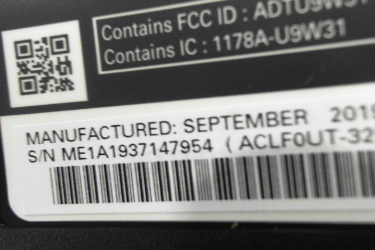 Contains FCC ID : ADTU9W31
Contains IC : 1178A-U9W31
MANUFACTURED: SEPTEMBER 2019
S/N ME1A1937147954 (ACLF0UT-32